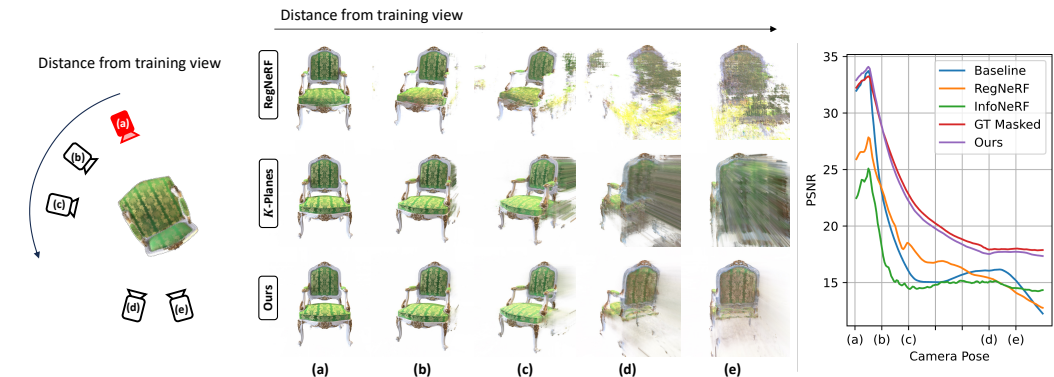 Distance from training view
(a)
(b)
(c)
(d)
(e)
Distance from training view
RegNeRF
K-Planes
Ours
(a)
(b)
(c)
(d)
(e)
35
30
25
20
15
PSNR
Baseline
RegNeRF
InfoNeRF
GT Masked
Ours
(a)
(b)
(c)
(d)
(e)
Camera Pose